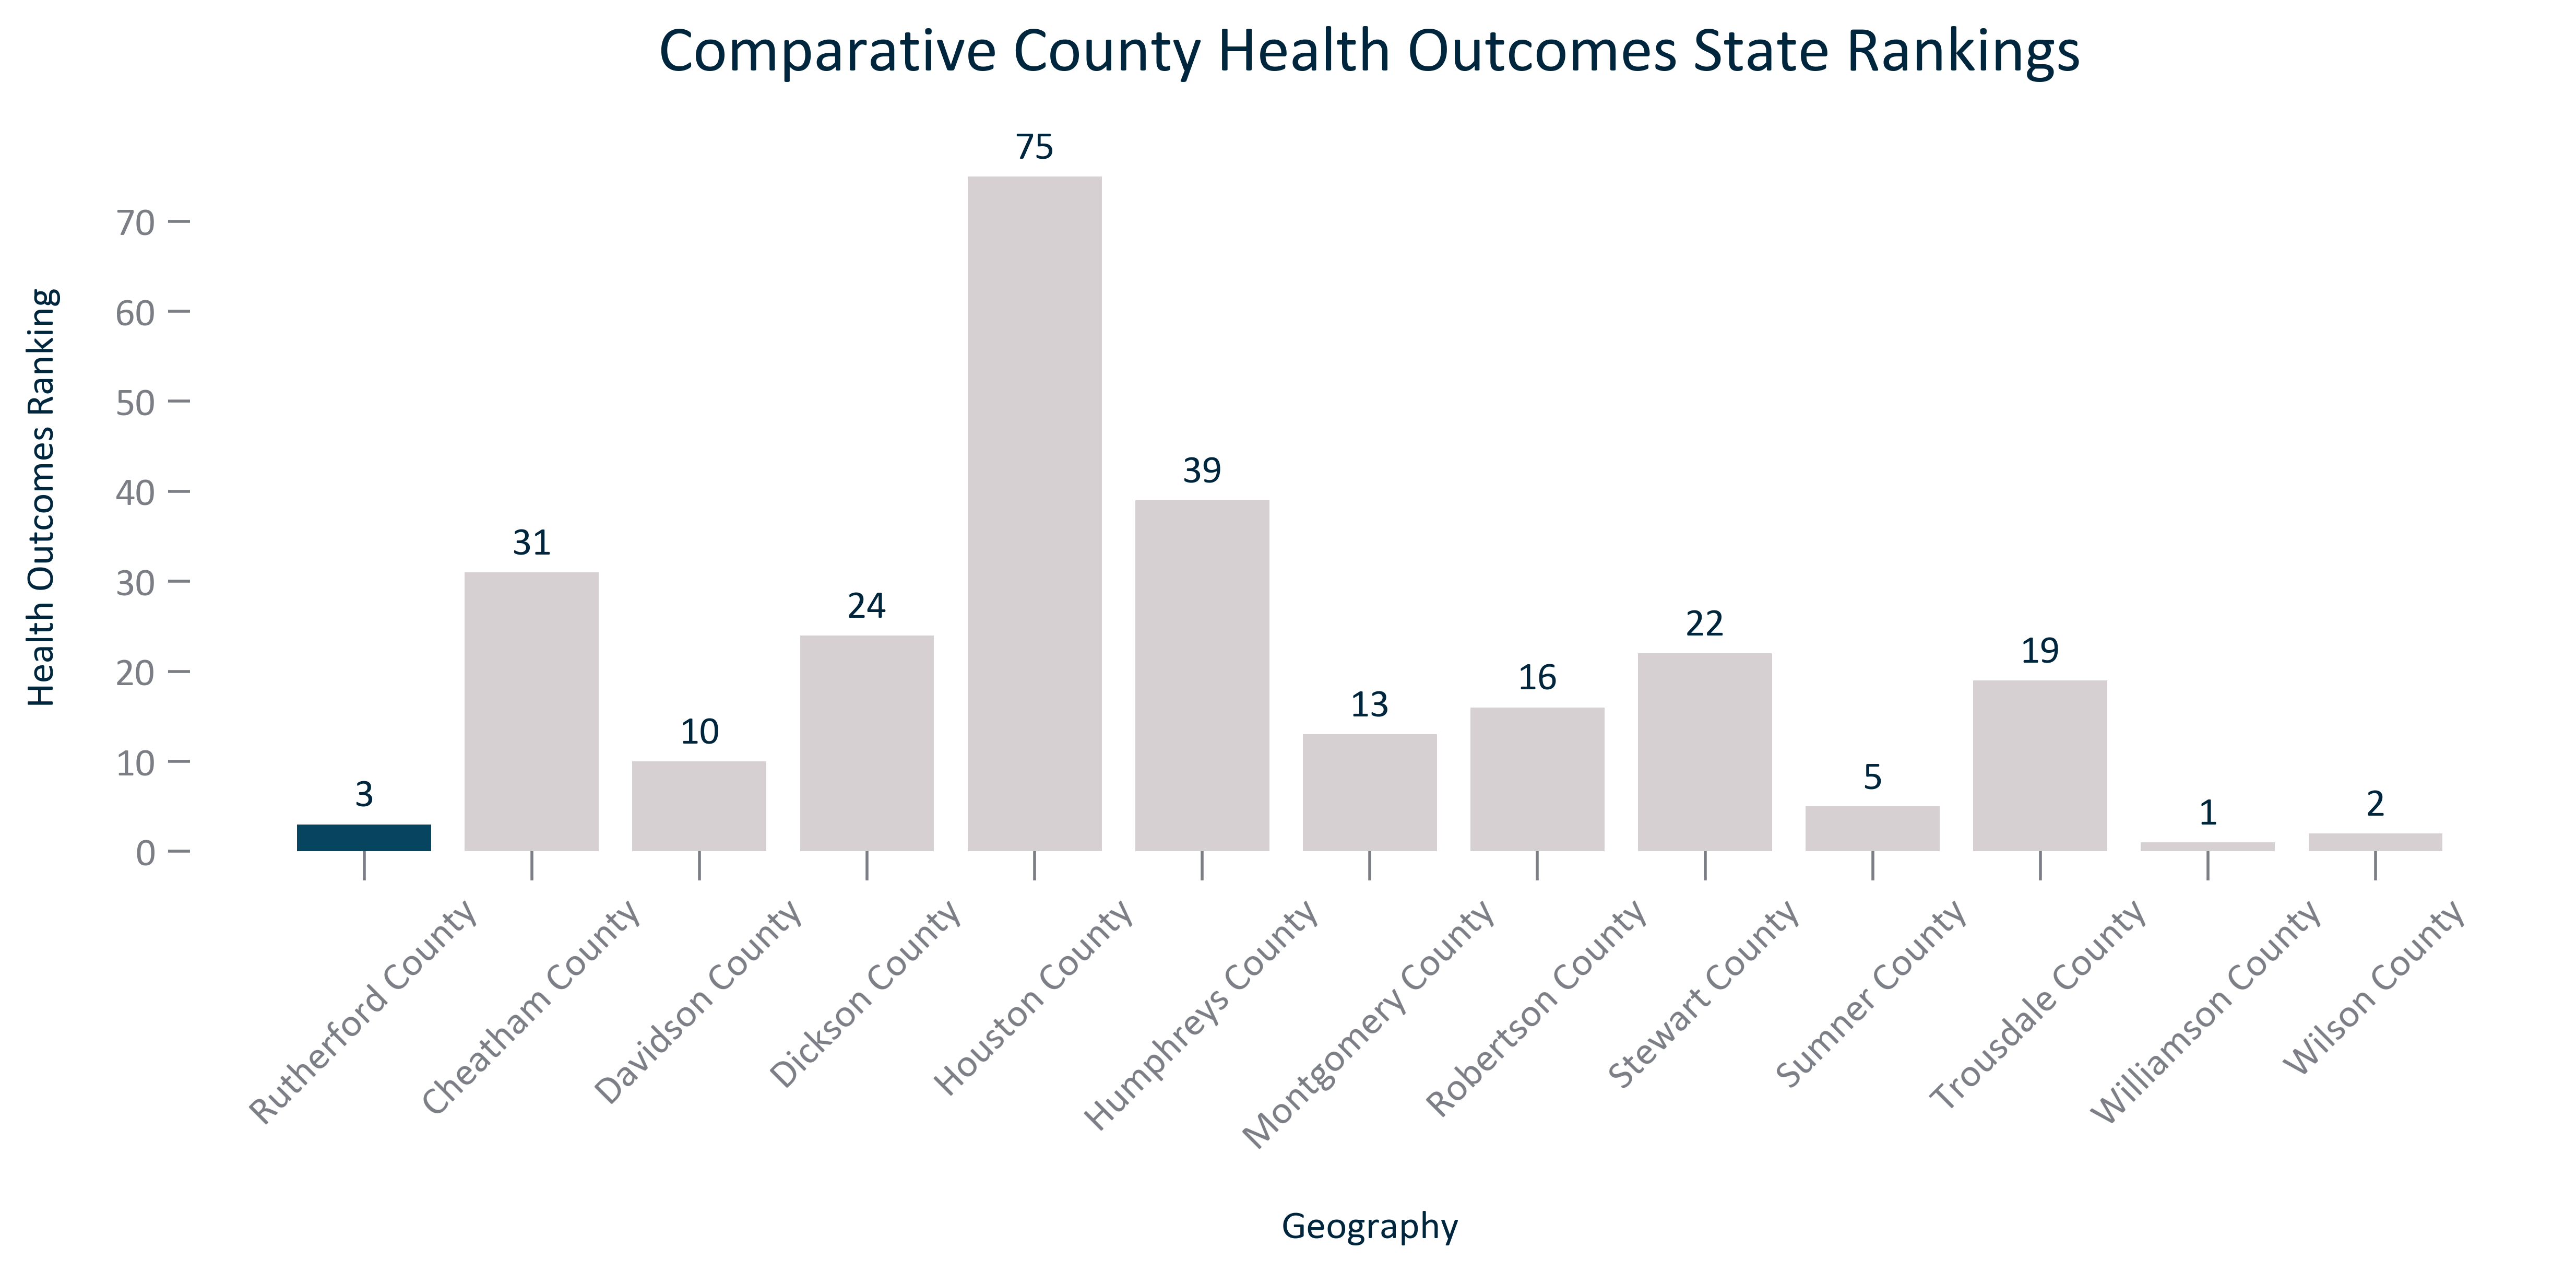 Comparative County Health Outcomes State Rankings
Health Outcomes Ranking
70
60
50
40
30
20
10
0
3
31
10
24
75
39
13
16
22
5
19
1
2
Rutherford County
Cheatham County
Davidson County
Dickson County
Houston County
Humphreys County
Montgomery County
Robertson County
Stewart County
Sumner County
Trousdale County
Williamson County
Wilson County
Geography